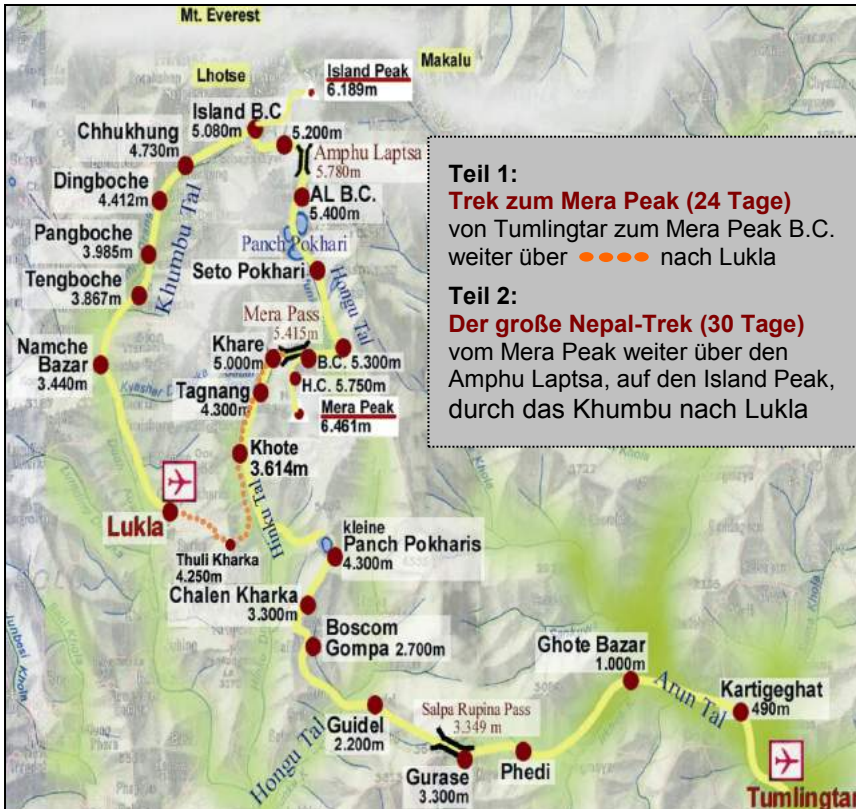 Mt. Everest
Lhotse
Makalu
Island Peak
6.189m
Island B.C
5.080m
5.200m
Chhukhung
4.730m
Amphu Laptsa
5.780 m
Dingboche
4.412m
AL B.C.
5.400m
Pangboche
3.985m
Khumbu Tal
Panch Pokhari
Tengboche
3.867m
Seto Pokhari
Hongu Tal
Mera Pass
5.415m
Namche
Bazar
3.440m
Khare
5.000m
B.C. 5.300m
H.C. 5.750m
Tagnang
4.300m
Mera Peak
6.461m
Khote
3.614m
Hinku Tal
Lukla
Thuli Kharka
4.250m
kleine
Panch Pokharis
4.300m
Chalen Kharka
3.300m
Boscom
Gompa 2.700m
Ghote Bazar
1.000m
Arun Tal
Kartigeghat
490m
Guidel
2.200m
Salpa Rupina Pass
3.349 m
Hongu Tal
Gurase
3.300m
Phedi
Tumlingtar
Teil 1:
Trek zum Mera Peak (24 Tage)
von Tumlingtar zum Mera Peak B.C.
weiter über nach Lukla
Teil 2:
Der große Nepal-Trek (30 Tage)
vom Mera Peak weiter über den
Amphu Laptsa, auf den Island Peak,
durch das Khumbu nach Lukla